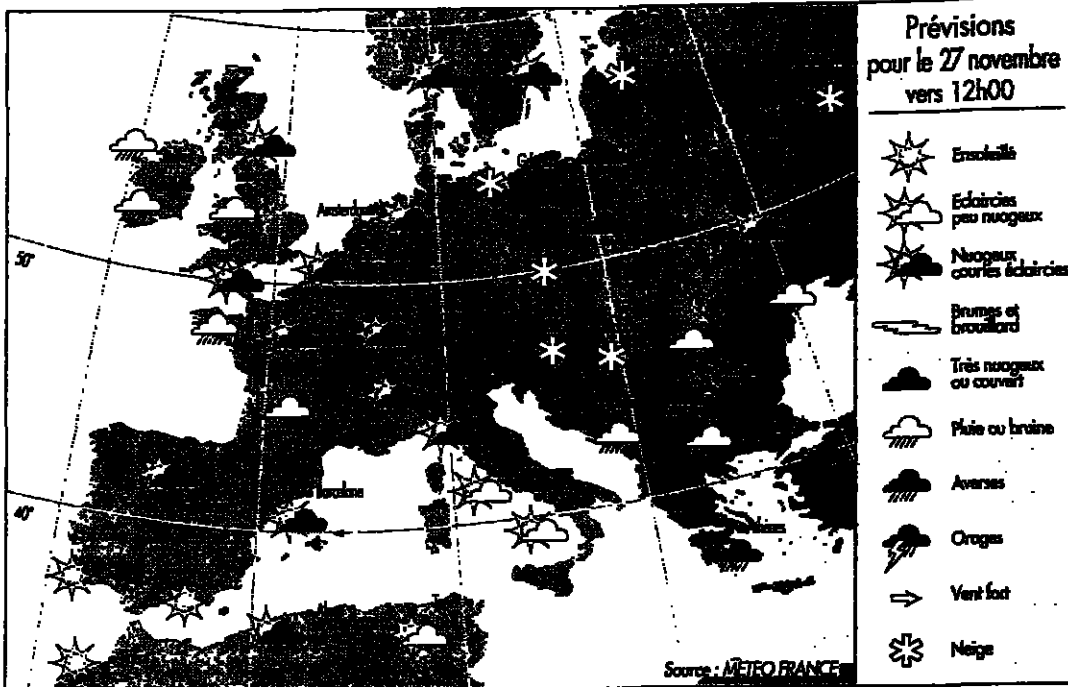 Amsterdam
50°
Barcelone
40°
Source : METEO FRANCE
Prévisions
pour le 27 novembre
vers 12h00
Ensoleillé
Eclaircies
peu nuageux
Nuageux
courtes éclaircies
Brumes et
brouillard
Très nuageux
ou couvert
Pluie ou bruine
Averses
Orages
Vent fort
Neige